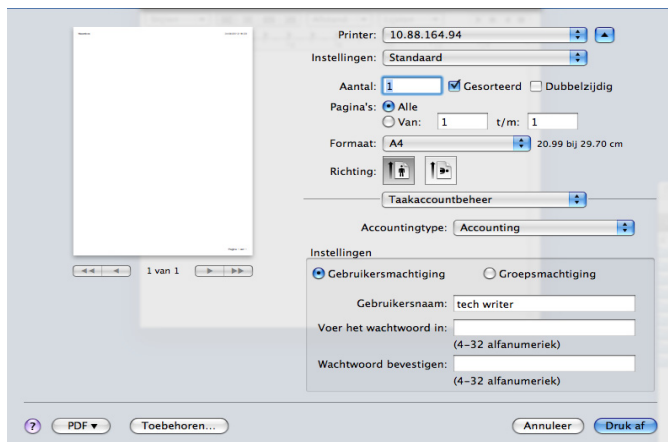 Printer: 10.88.164.94
Instellingen: Standaard
Aantal: 1 Gesorteerd Dubbelzijdig
Pagina's: Alle
Van: 1 t/m: 1
Formaat: A4 20.99 bij 29.70 cm
Richting:
Taakaccountbeheer
Accountingtype: Accounting
Instellingen
1 van 1
Gebruikersmachtiging Groepsmachtiging
Gebruikersnaam: tech writer
Voer het wachtwoord in:
(4-32 alfanumeriek)
Wachtwoord bevestigen:
(4-32 alfanumeriek)
? PDF Toebehoren... Annuleer Druk af